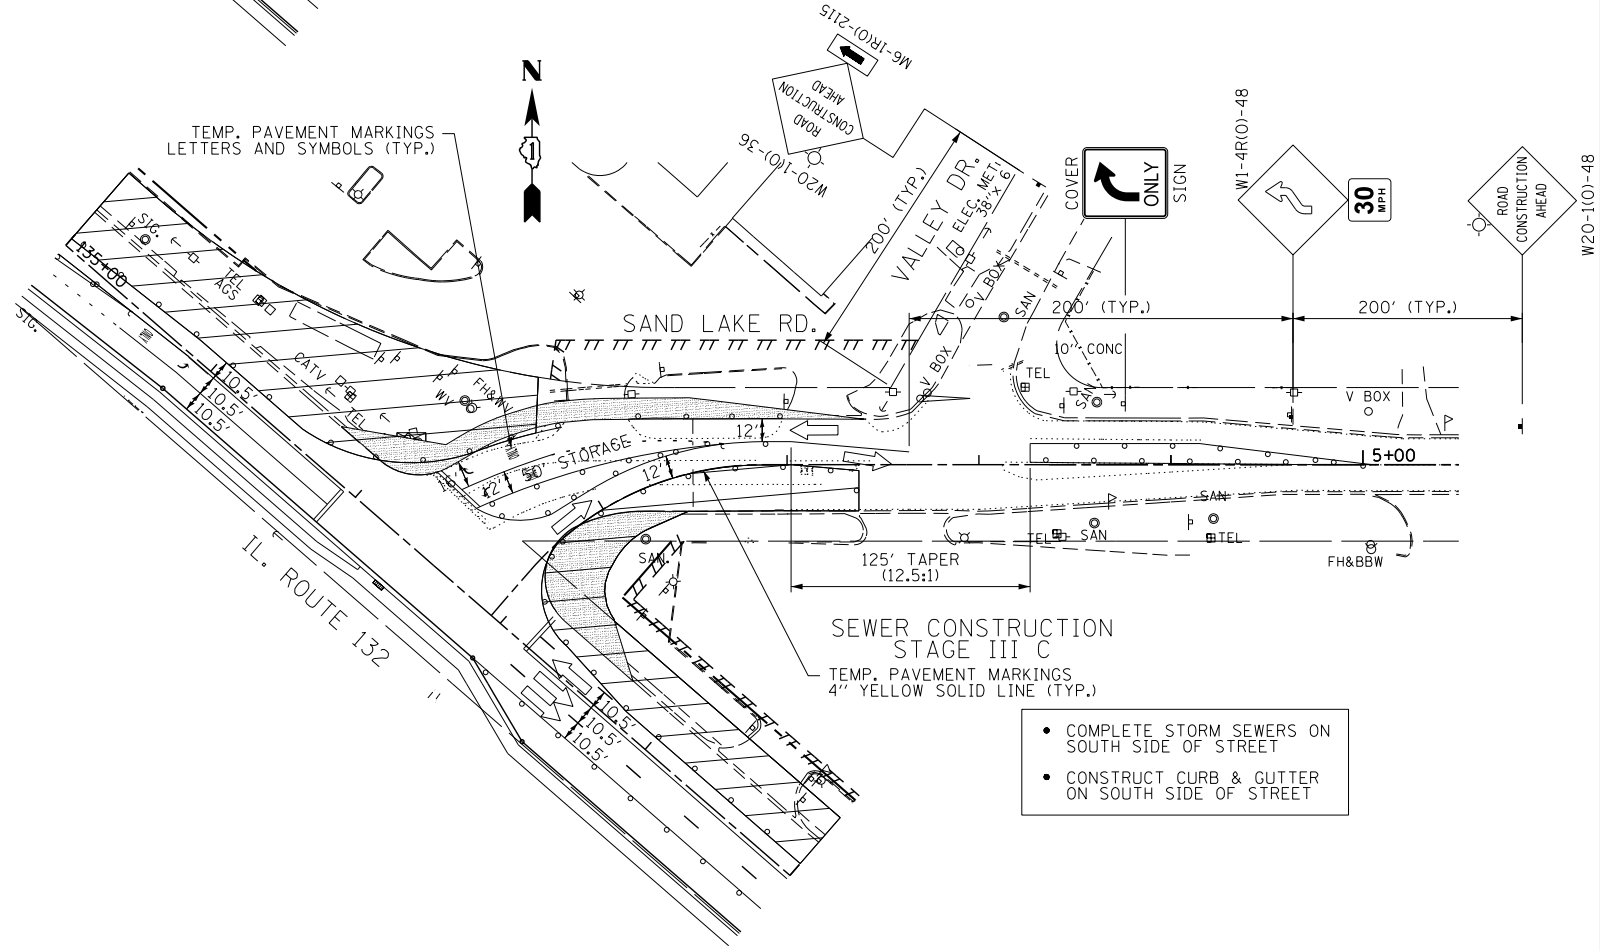 M6-1R(O)-2115
ROAD
CONSTRUCTION
AHEAD
W20-1(O)-36
N
1
TEMP. PAVEMENT MARKINGS
LETTERS AND SYMBOLS (TYP.)
200' (TYP.)
VALLEY DR.
ELEC. MET.
38"X 6'
COVER
ONLY
SIGN
W1-4R(O)-48
30
MPH
ROAD
CONSTRUCTION
AHEAD
W20-1(O)-48
SIG.
135+00
TEL
AGS
SIG.
SAND LAKE RD.
V BOX
SAN
200' (TYP.)
200' (TYP.)
V BOX
10" CONC
TEL
SAN
V BOX
CATV
FH&WV
WV
TEL
10.5'
10.5'
10.5'
12'
50' STORAGE
12'
12'
5+00
SAN
SAN
TEL
SAN
TEL
FH&BBW
125' TAPER
(12.5:1)
IL. ROUTE 132
SEWER CONSTRUCTION
STAGE III C
TEMP. PAVEMENT MARKINGS
4" YELLOW SOLID LINE (TYP.)
10.5'
10.5'
10.5'
• COMPLETE STORM SEWERS ON
SOUTH SIDE OF STREET
• CONSTRUCT CURB & GUTTER
ON SOUTH SIDE OF STREET